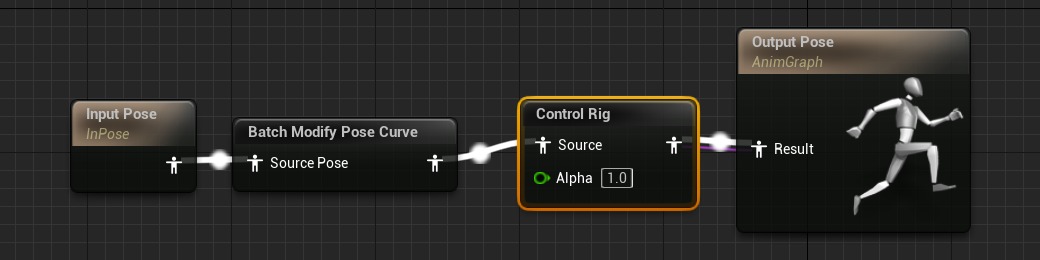 Input Pose
InPose
Batch Modify Pose Curve
Source Pose
Control Rig
Source
Alpha 1.0
Output Pose
AnimGraph
Result